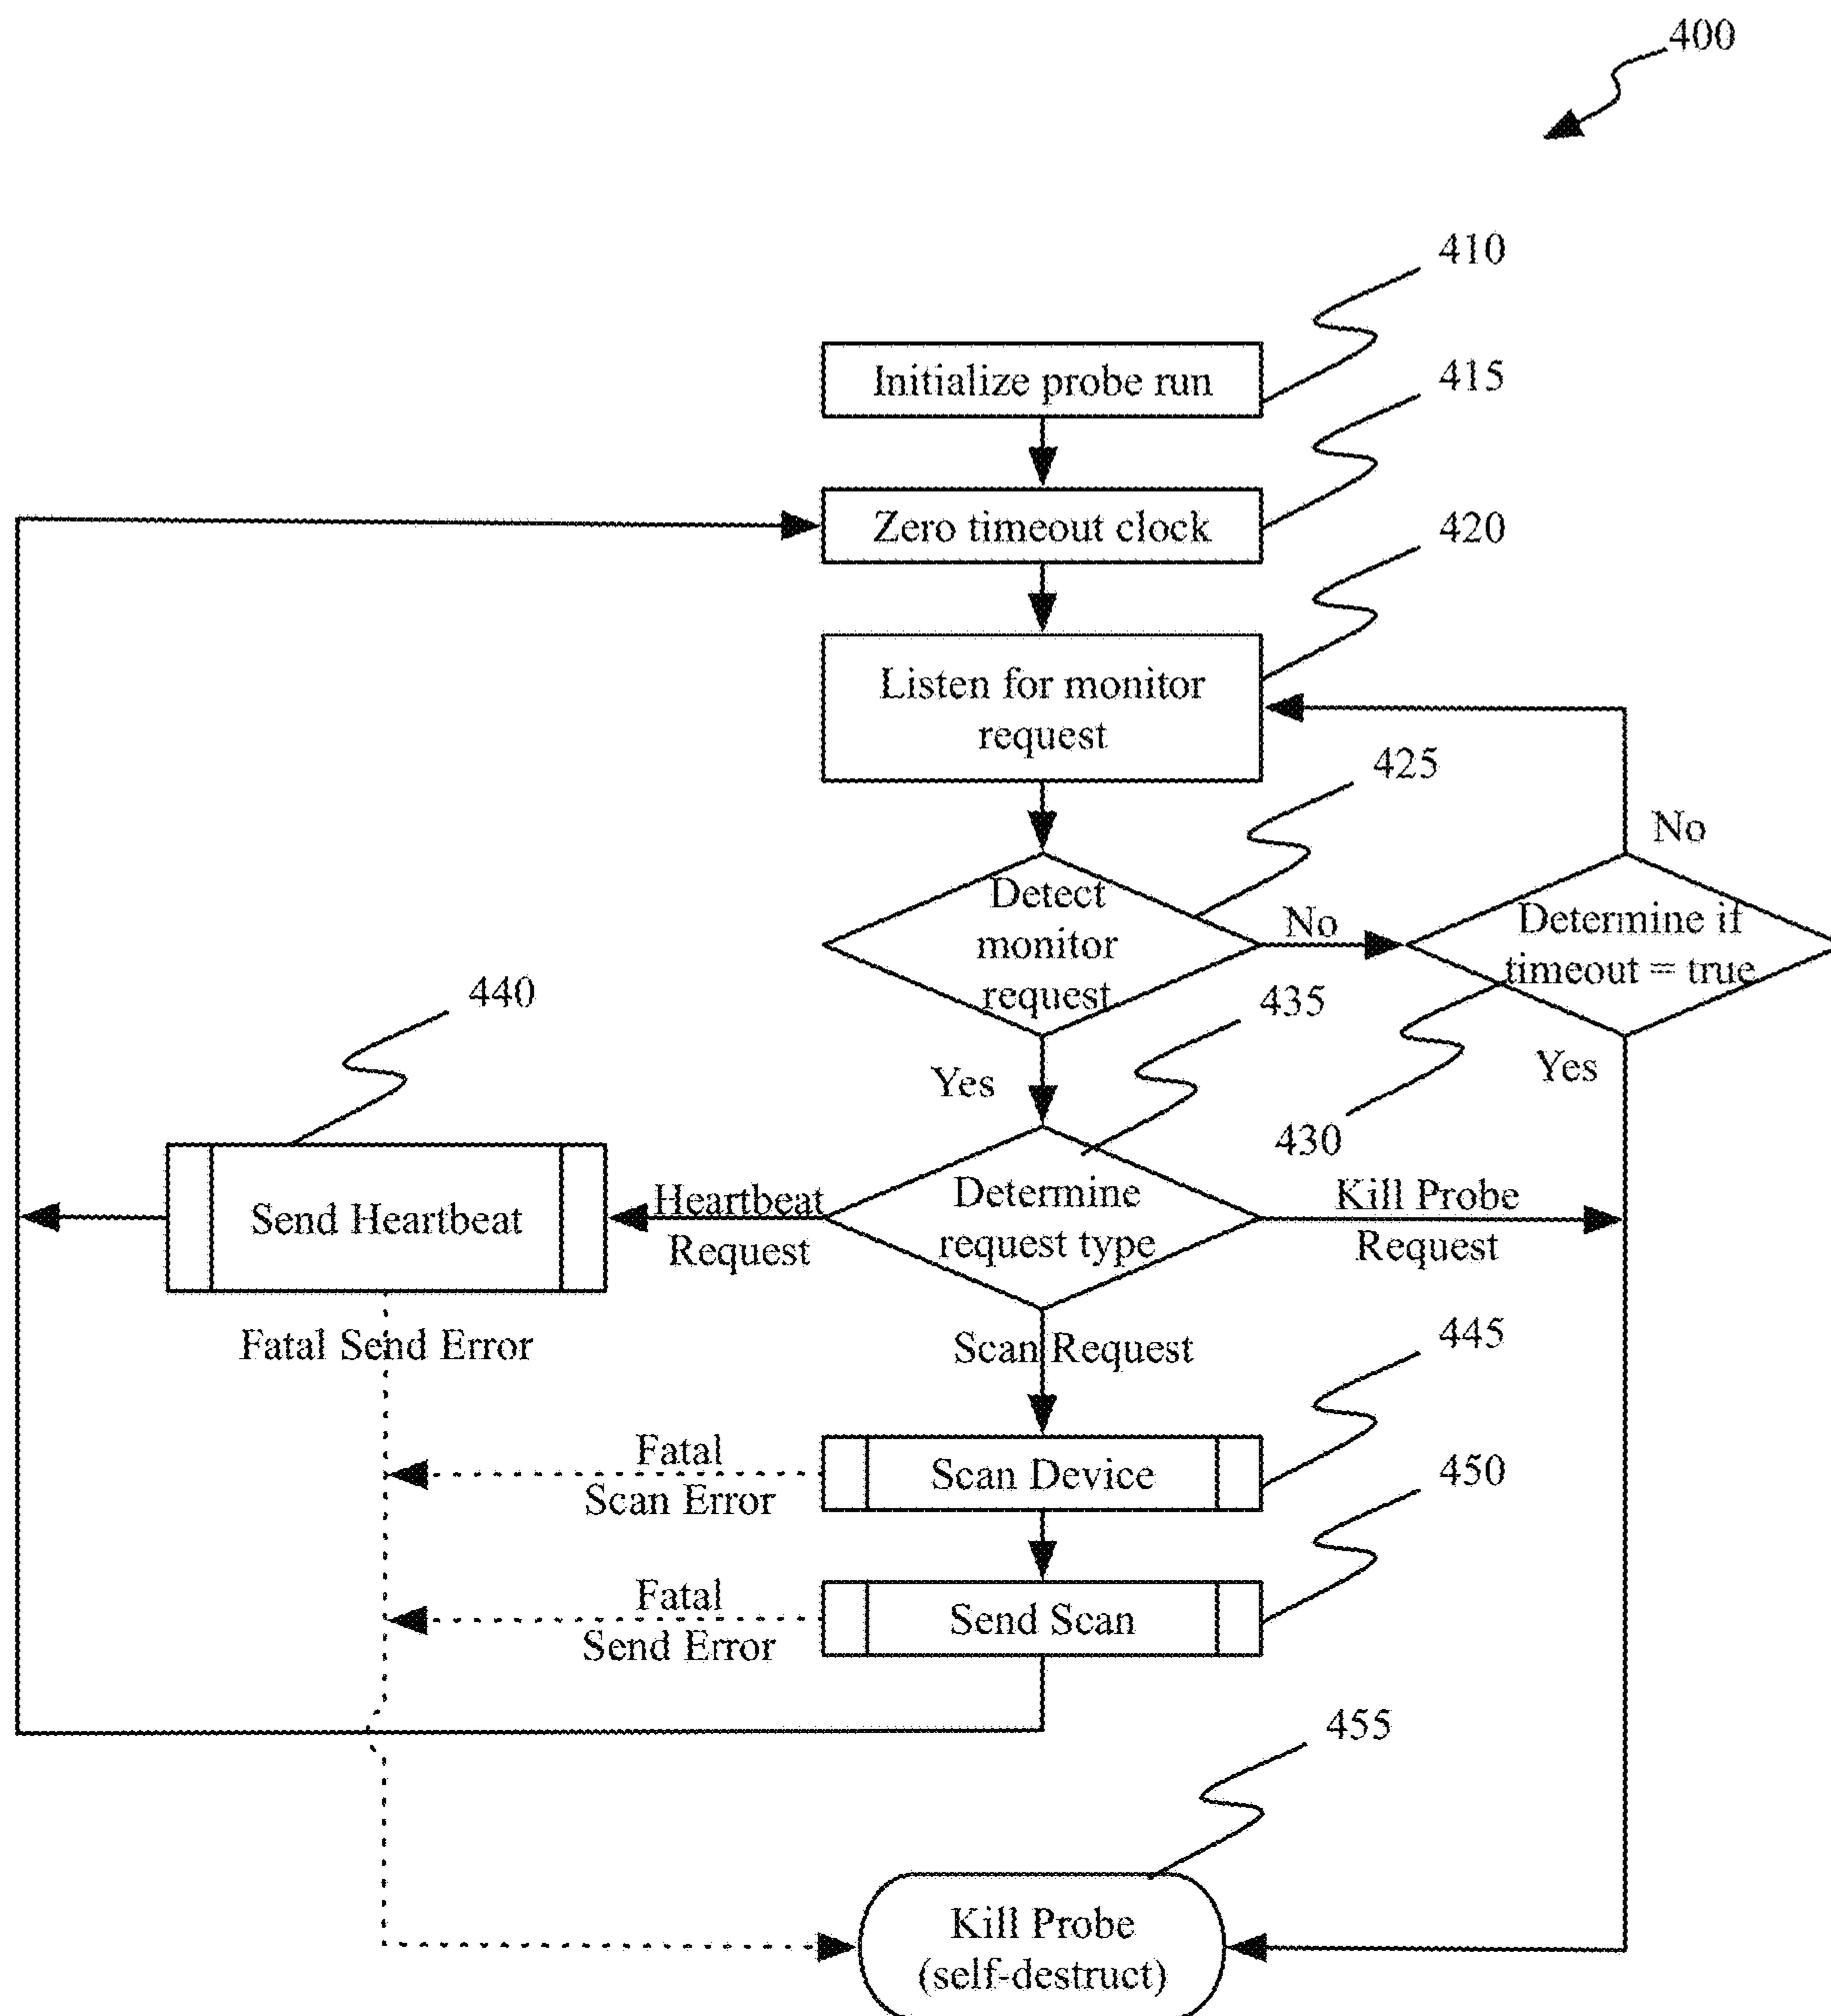 400
410
Initialize probe run
415
Zero timeout clock
420
Listen for monitor
request
425
No
Detect
monitor
request
No
Determine if
timeout = true
440
435
Yes
Yes
430
Send Heartbeat
Heartbeat
Request
Determine
request type
Kill Probe
Request
Fatal Send Error
Scan Request
445
Fatal
Scan Error
Scan Device
450
Fatal
Send Error
Send Scan
455
Kill Probe
(self-destruct)